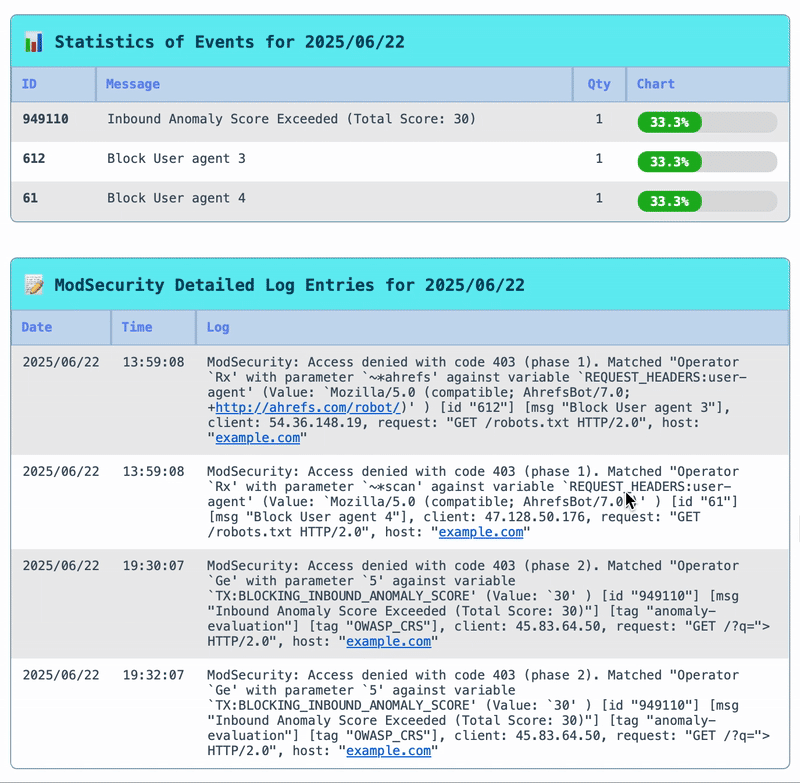 Statistics of Events for 2025/06/22
ID Message Qty Chart
949110 Inbound Anomaly Score Exceeded (Total Score: 30) 1 33.3%
612 Block User agent 3 1 33.3%
61 Block User agent 4 1 33.3%
ModSecurity Detailed Log Entries for 2025/06/22
Date Time Log
2025/06/22 13:59:08 ModSecurity: Access denied with code 403 (phase 1). Matched "Operator
`Rx' with parameter `~*ahrefs' against variable `REQUEST_HEADERS:user-
agent' (Value: `Mozilla/5.0 (compatible; AhrefsBot/7.0;
+http://ahrefs.com/robot/)' ) [id "612"] [msg "Block User agent 3"],
client: 54.36.148.19, request: "GET /robots.txt HTTP/2.0", host:
"example.com"
2025/06/22 13:59:08 ModSecurity: Access denied with code 403 (phase 1). Matched "Operator
`Rx' with parameter `~*scan' against variable `REQUEST_HEADERS:user-
agent' (Value: `Mozilla/5.0 (compatible; AhrefsBot/7.0 ' ) [id "61"]
[msg "Block User agent 4"], client: 47.128.50.176, request: "GET
/robots.txt HTTP/2.0", host: "example.com"
2025/06/22 19:30:07 ModSecurity: Access denied with code 403 (phase 2). Matched "Operator
`Ge' with parameter `5' against variable
`TX:BLOCKING_INBOUND_ANOMALY_SCORE' (Value: `30' ) [id "949110"] [msg
"Inbound Anomaly Score Exceeded (Total Score: 30)"] [tag "anomaly-
evaluation"] [tag "OWASP_CRS"], client: 45.83.64.50, request: "GET /?q=">
HTTP/2.0", host: "example.com"
2025/06/22 19:32:07 ModSecurity: Access denied with code 403 (phase 2). Matched "Operator
`Ge' with parameter `5' against variable
`TX:BLOCKING_INBOUND_ANOMALY_SCORE' (Value: `30' ) [id "949110"] [msg
"Inbound Anomaly Score Exceeded (Total Score: 30)"] [tag "anomaly-
evaluation"] [tag "OWASP_CRS"], client: 45.83.64.50, request: "GET /?q=">
HTTP/2.0", host: "example.com"